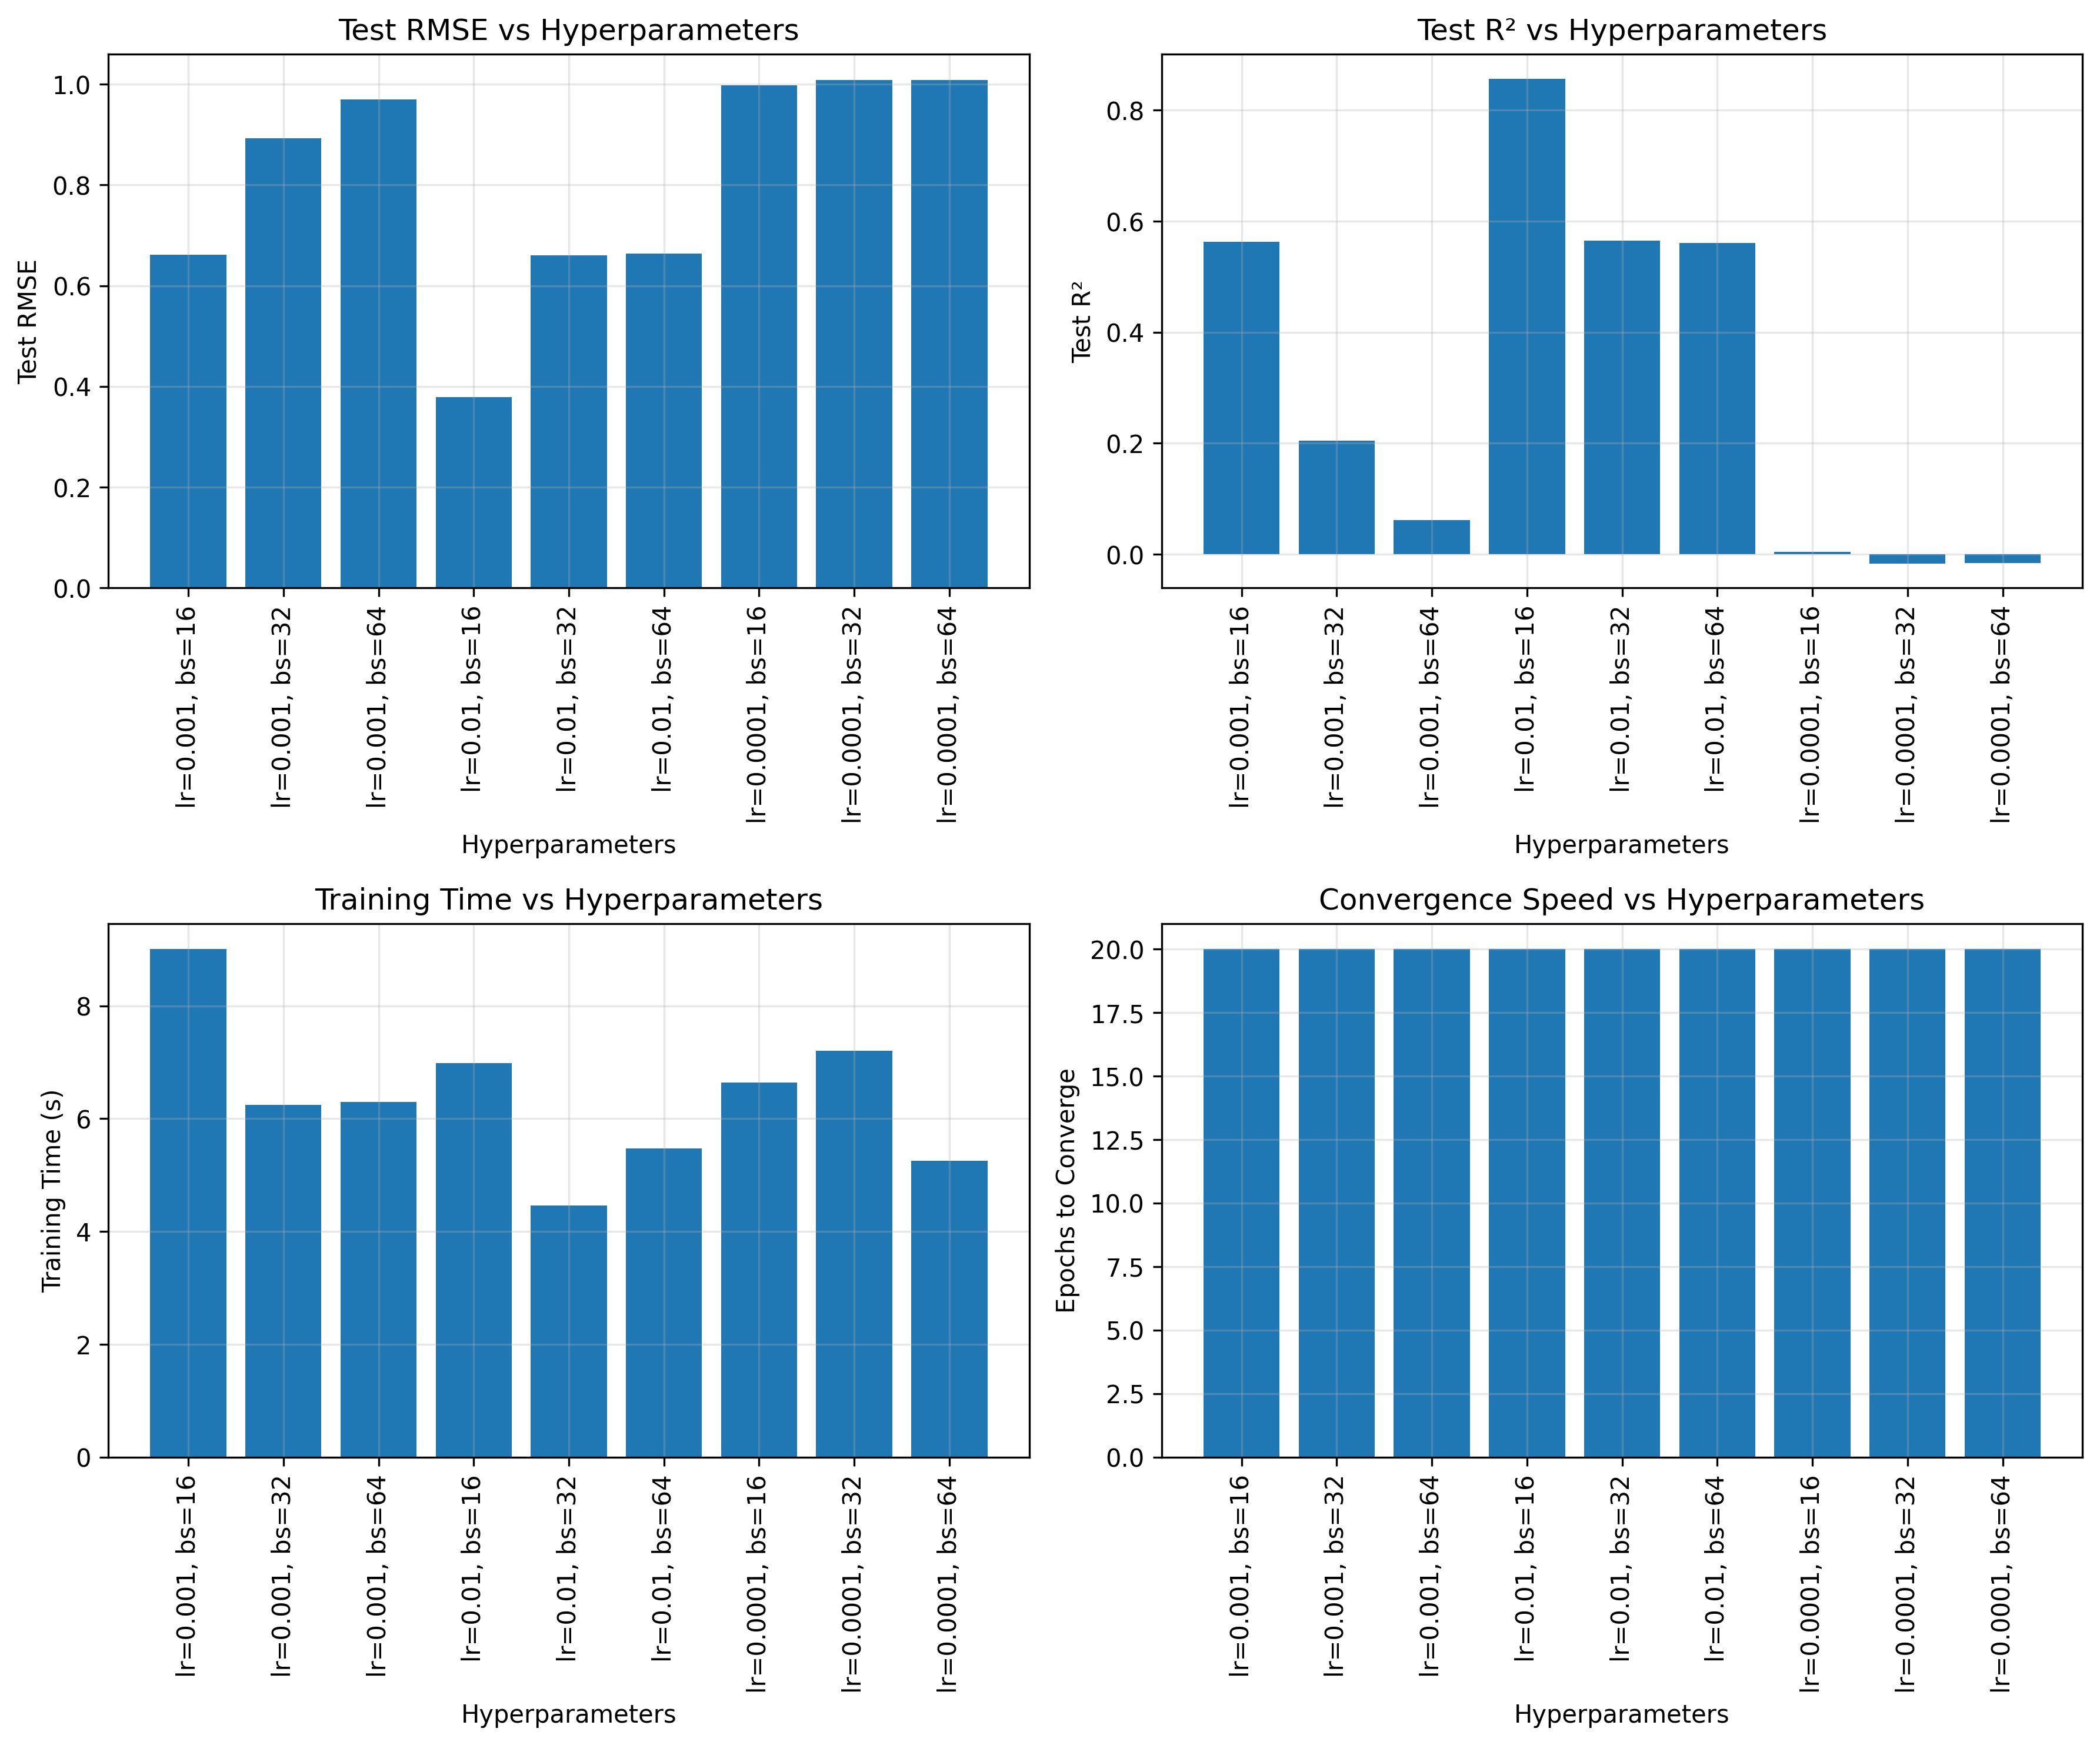 Test RMSE vs Hyperparameters
Test RMSE
1.0
0.8
0.6
0.4
0.2
0.0
lr=0.001, bs=16
lr=0.001, bs=32
lr=0.001, bs=64
lr=0.01, bs=16
lr=0.01, bs=32
lr=0.01, bs=64
lr=0.0001, bs=16
lr=0.0001, bs=32
lr=0.0001, bs=64
Hyperparameters
Test R² vs Hyperparameters
Test R²
0.8
0.6
0.4
0.2
0.0
lr=0.001, bs=16
lr=0.001, bs=32
lr=0.001, bs=64
lr=0.01, bs=16
lr=0.01, bs=32
lr=0.01, bs=64
lr=0.0001, bs=16
lr=0.0001, bs=32
lr=0.0001, bs=64
Hyperparameters
Training Time vs Hyperparameters
Training Time (s)
8
6
4
2
0
lr=0.001, bs=16
lr=0.001, bs=32
lr=0.001, bs=64
lr=0.01, bs=16
lr=0.01, bs=32
lr=0.01, bs=64
lr=0.0001, bs=16
lr=0.0001, bs=32
lr=0.0001, bs=64
Hyperparameters
Convergence Speed vs Hyperparameters
Epochs to Converge
20.0
17.5
15.0
12.5
10.0
7.5
5.0
2.5
0.0
lr=0.001, bs=16
lr=0.001, bs=32
lr=0.001, bs=64
lr=0.01, bs=16
lr=0.01, bs=32
lr=0.01, bs=64
lr=0.0001, bs=16
lr=0.0001, bs=32
lr=0.0001, bs=64
Hyperparameters